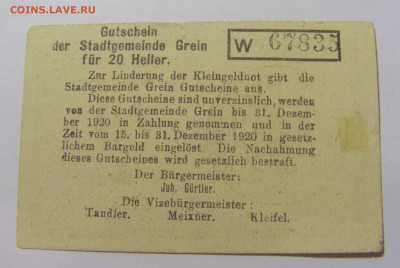 COINS.LAVE.RU
Gutschein
der Stadtgemeinde Grein
für 20 Heller.
W 67835
Zur Linderung der Kleingeldnot gibt die
Stadtgemeinde Grein Gutscheine aus.
Diese Gutscheine sind unverzinslich, werden
von der Stadtgemeinde Grein bis 31. Dezem-
ber 1920 in Zahlung genommen und in der
Zeit vom 15. bis 31. Dezember 1920 in gesetz-
lichem Bargeld eingelöst. Die Nachahmung
dieses Gutscheines wird gesetzlich bestraft.
Der Bürgermeister:
Joh. Gürtler.
Die Vizebürgermeister:
Tandler. Meixner. Kleifel.
COINS.LAVE.RU